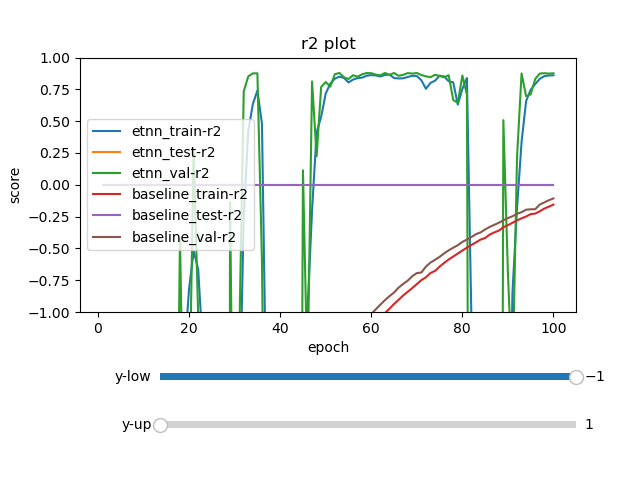 r2 plot
1.00
0.75
0.50
0.25
0.00
−0.25
−0.50
−0.75
−1.00
score
etnn_train-r2
etnn_test-r2
etnn_val-r2
baseline_train-r2
baseline_test-r2
baseline_val-r2
0 20 40 60 80 100
epoch
y-low −1
y-up 1